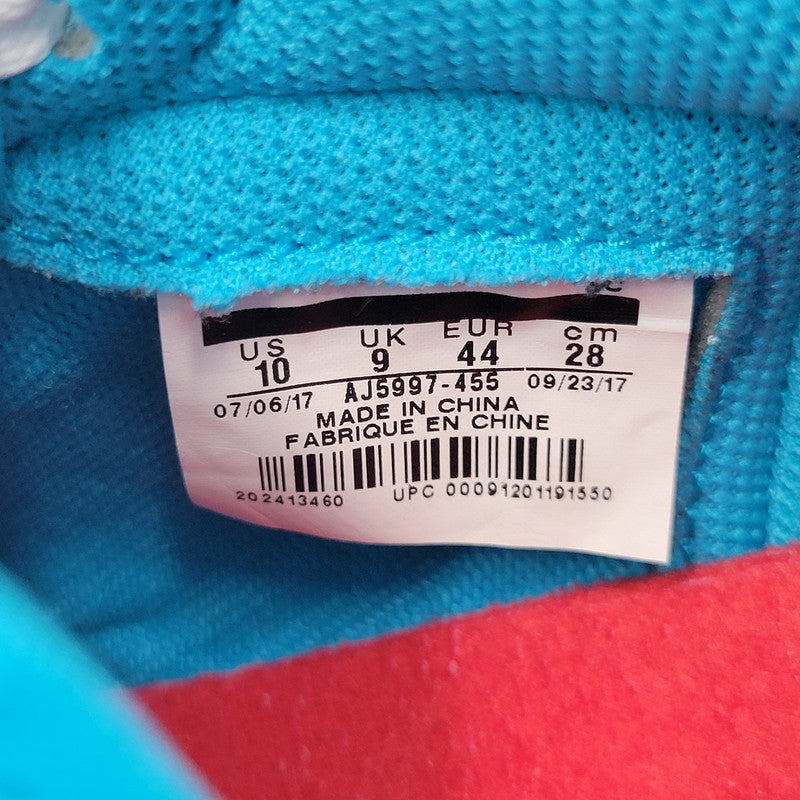 US UK EUR cm
10 9 44 28
07/06/17 AJ5997-455 09/23/17
MADE IN CHINA
FABRIQUE EN CHINE
202413460 UPC 00091201191550